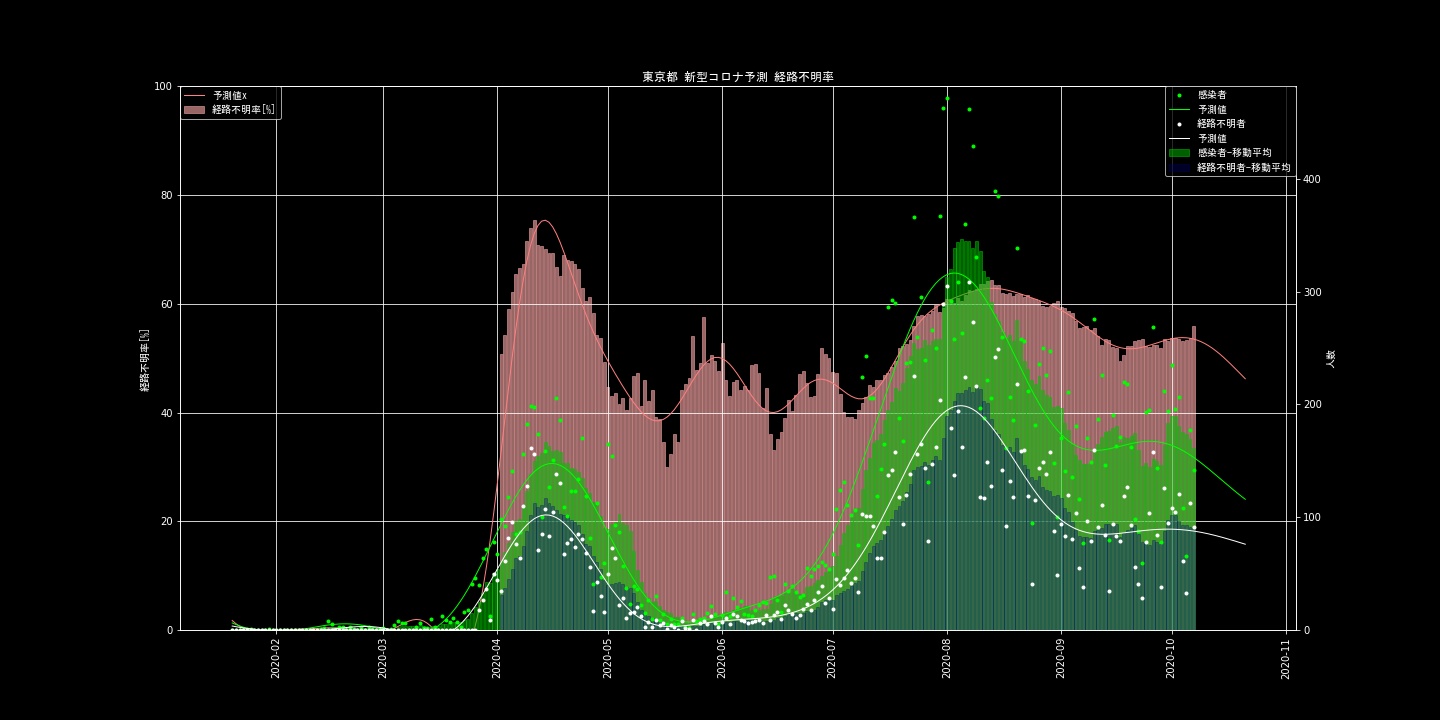 東京都 新型コロナ予測 経路不明率
予測値x
経路不明率[%]
感染者
予測値
経路不明者
予測値
感染者-移動平均
経路不明者-移動平均
経路不明率[%]
100
80
60
40
20
0
人数
400
300
200
100
0
2020-02
2020-03
2020-04
2020-05
2020-06
2020-07
2020-08
2020-09
2020-10
2020-11